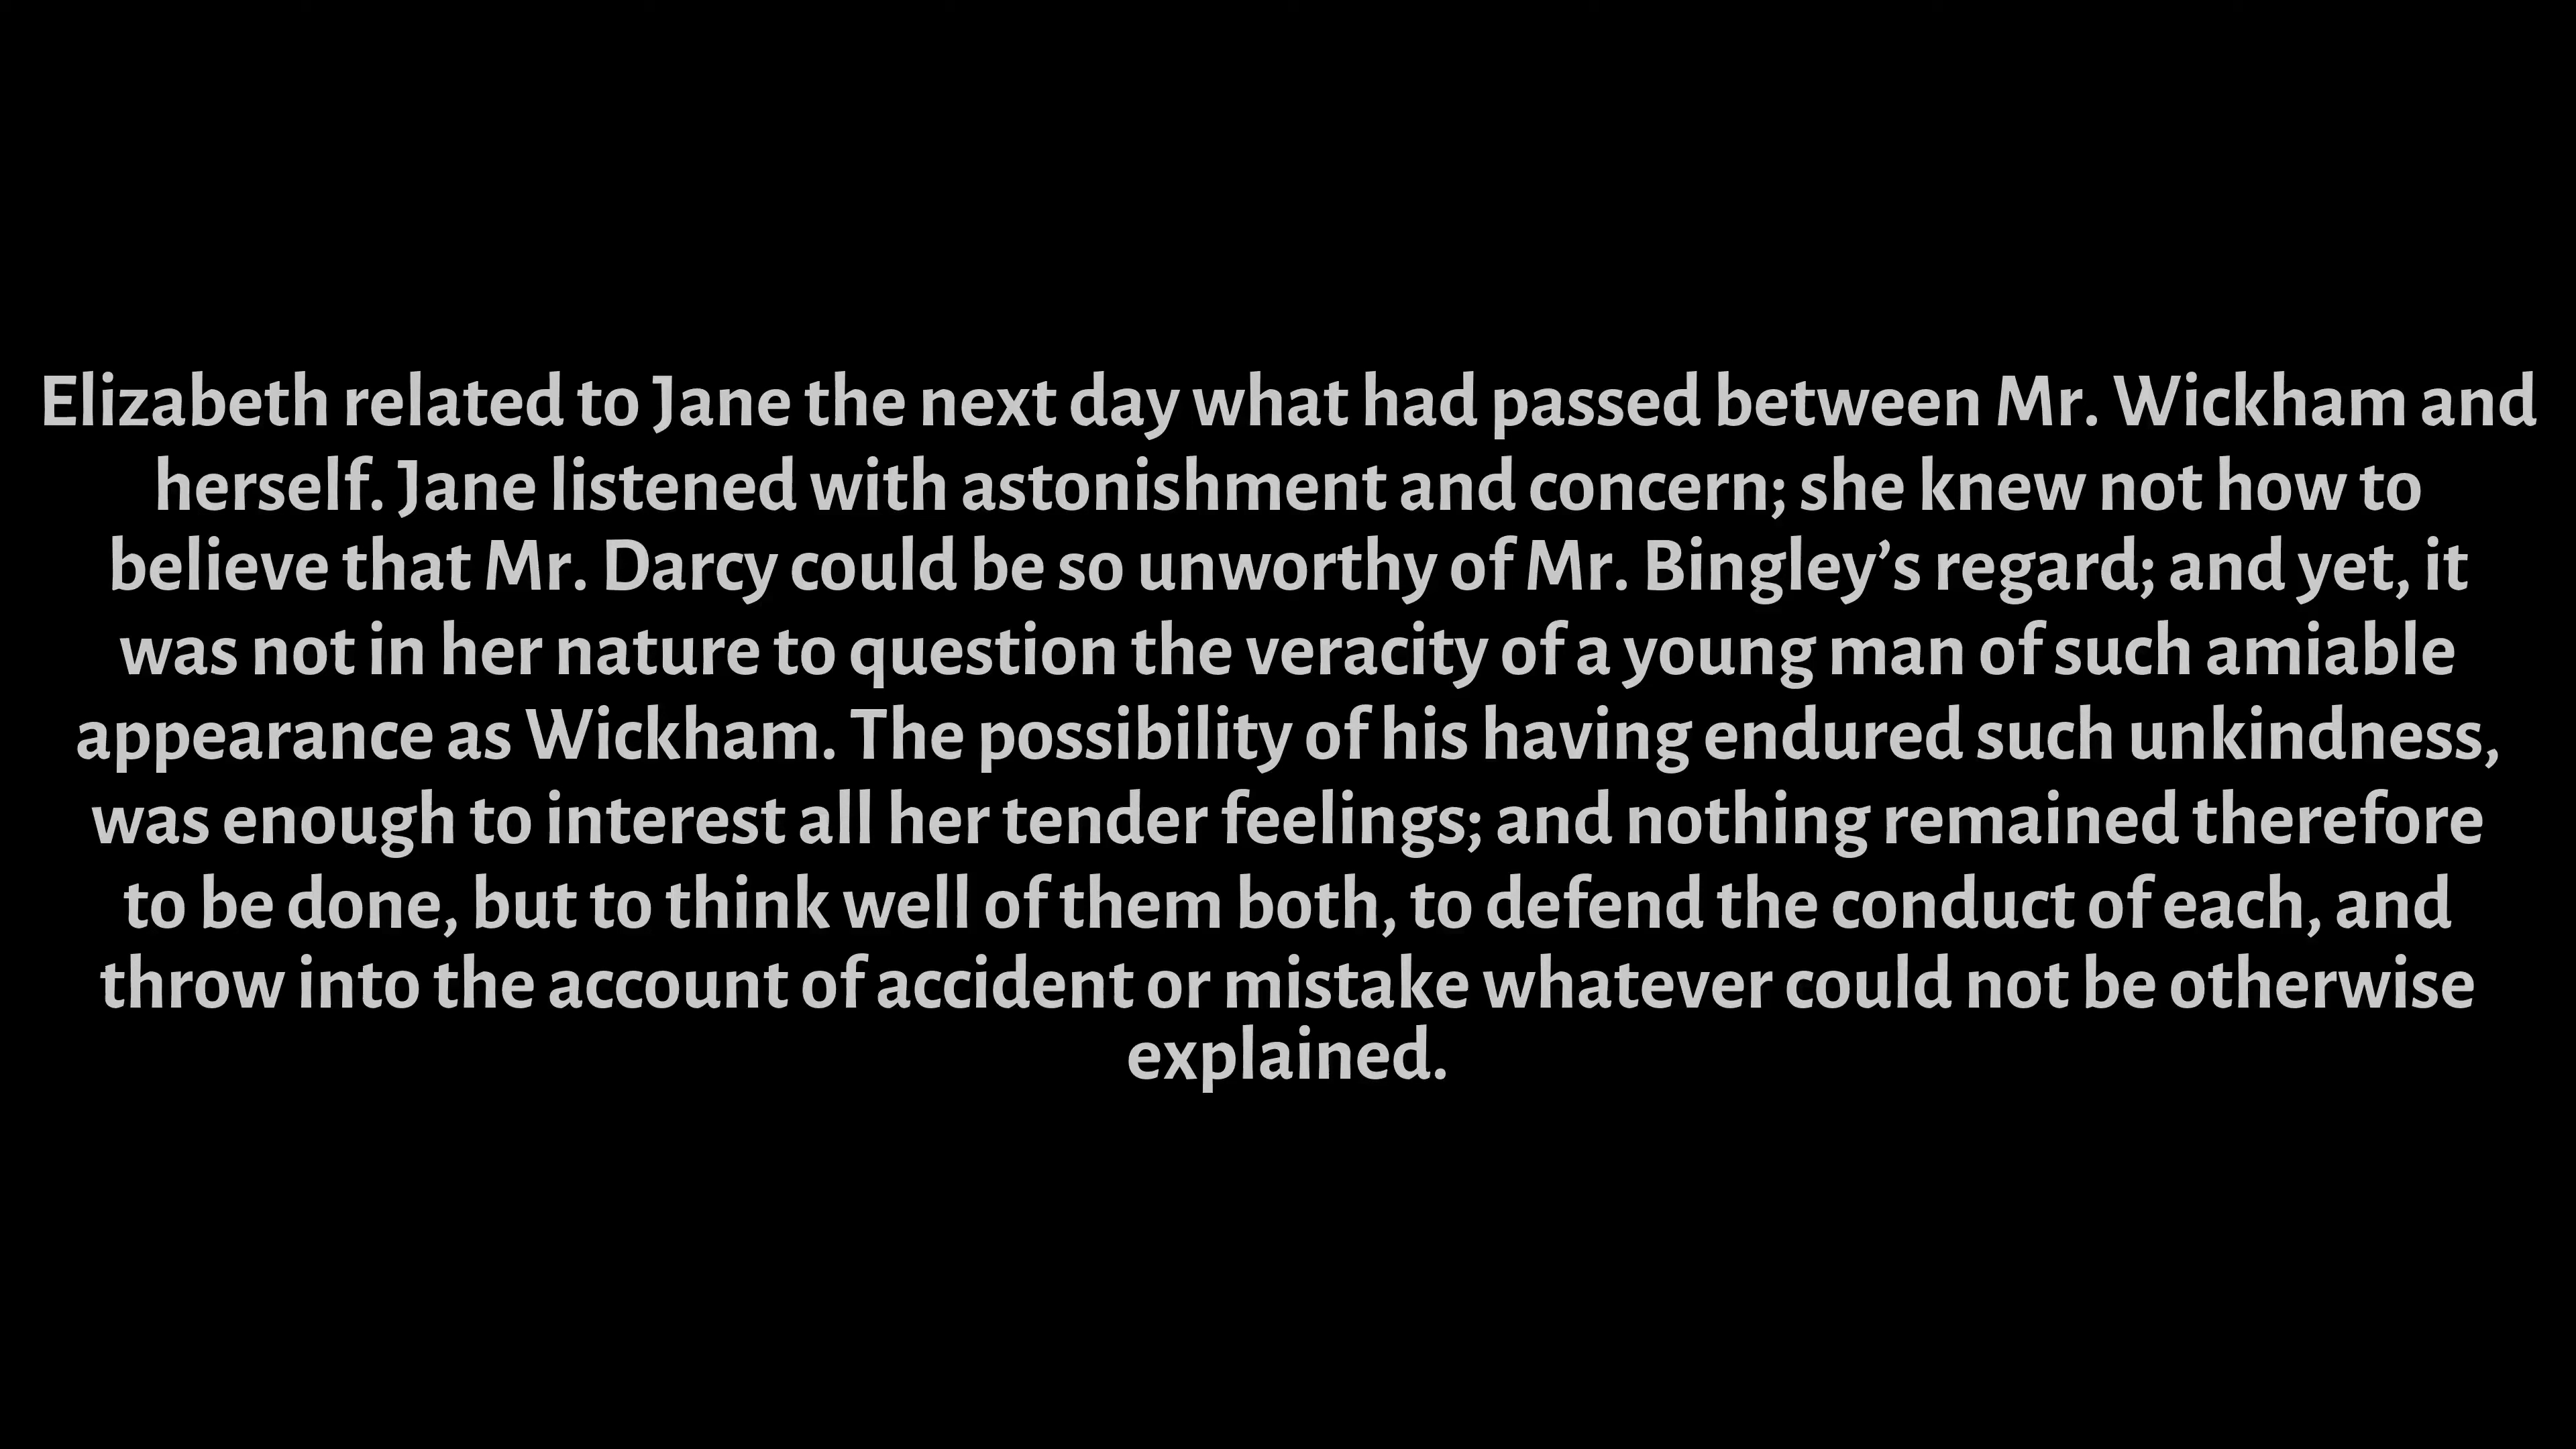 Elizabeth related to Jane the next day what had passed between Mr. Wickham and
herself. Jane listened with astonishment and concern; she knew not how to
believe that Mr. Darcy could be so unworthy of Mr. Bingley’s regard; and yet, it
was not in her nature to question the veracity of a young man of such amiable
appearance as Wickham. The possibility of his having endured such unkindness,
was enough to interest all her tender feelings; and nothing remained therefore
to be done, but to think well of them both, to defend the conduct of each, and
throw into the account of accident or mistake whatever could not be otherwise
explained.